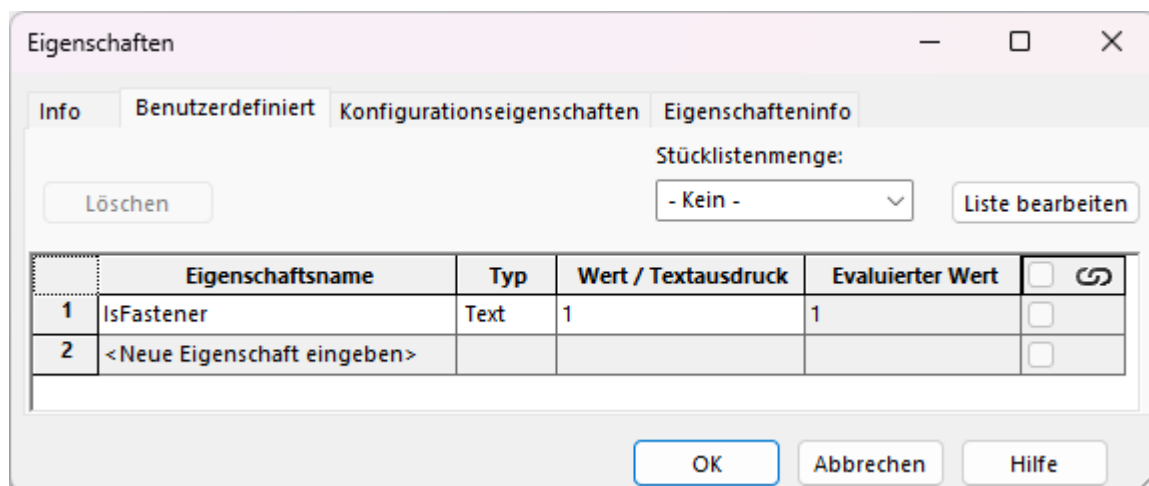 Eigenschaften
Info Benutzerdefiniert Konfigurationseigenschaften Eigenschafteninfo
Stücklistenmenge:
Löschen - Kein - Liste bearbeiten
Eigenschaftsname Typ Wert / Textausdruck Evaluierter Wert
1 IsFastener Text 1 1
2 <Neue Eigenschaft eingeben>
OK Abbrechen Hilfe